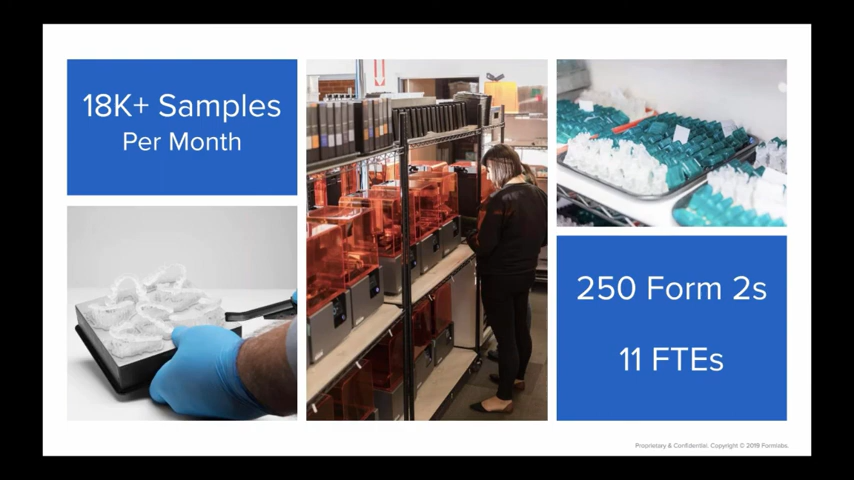 18K+ Samples
Per Month
250 Form 2s
11 FTEs
Proprietary & Confidential. Copyright © 2019 Formlabs.